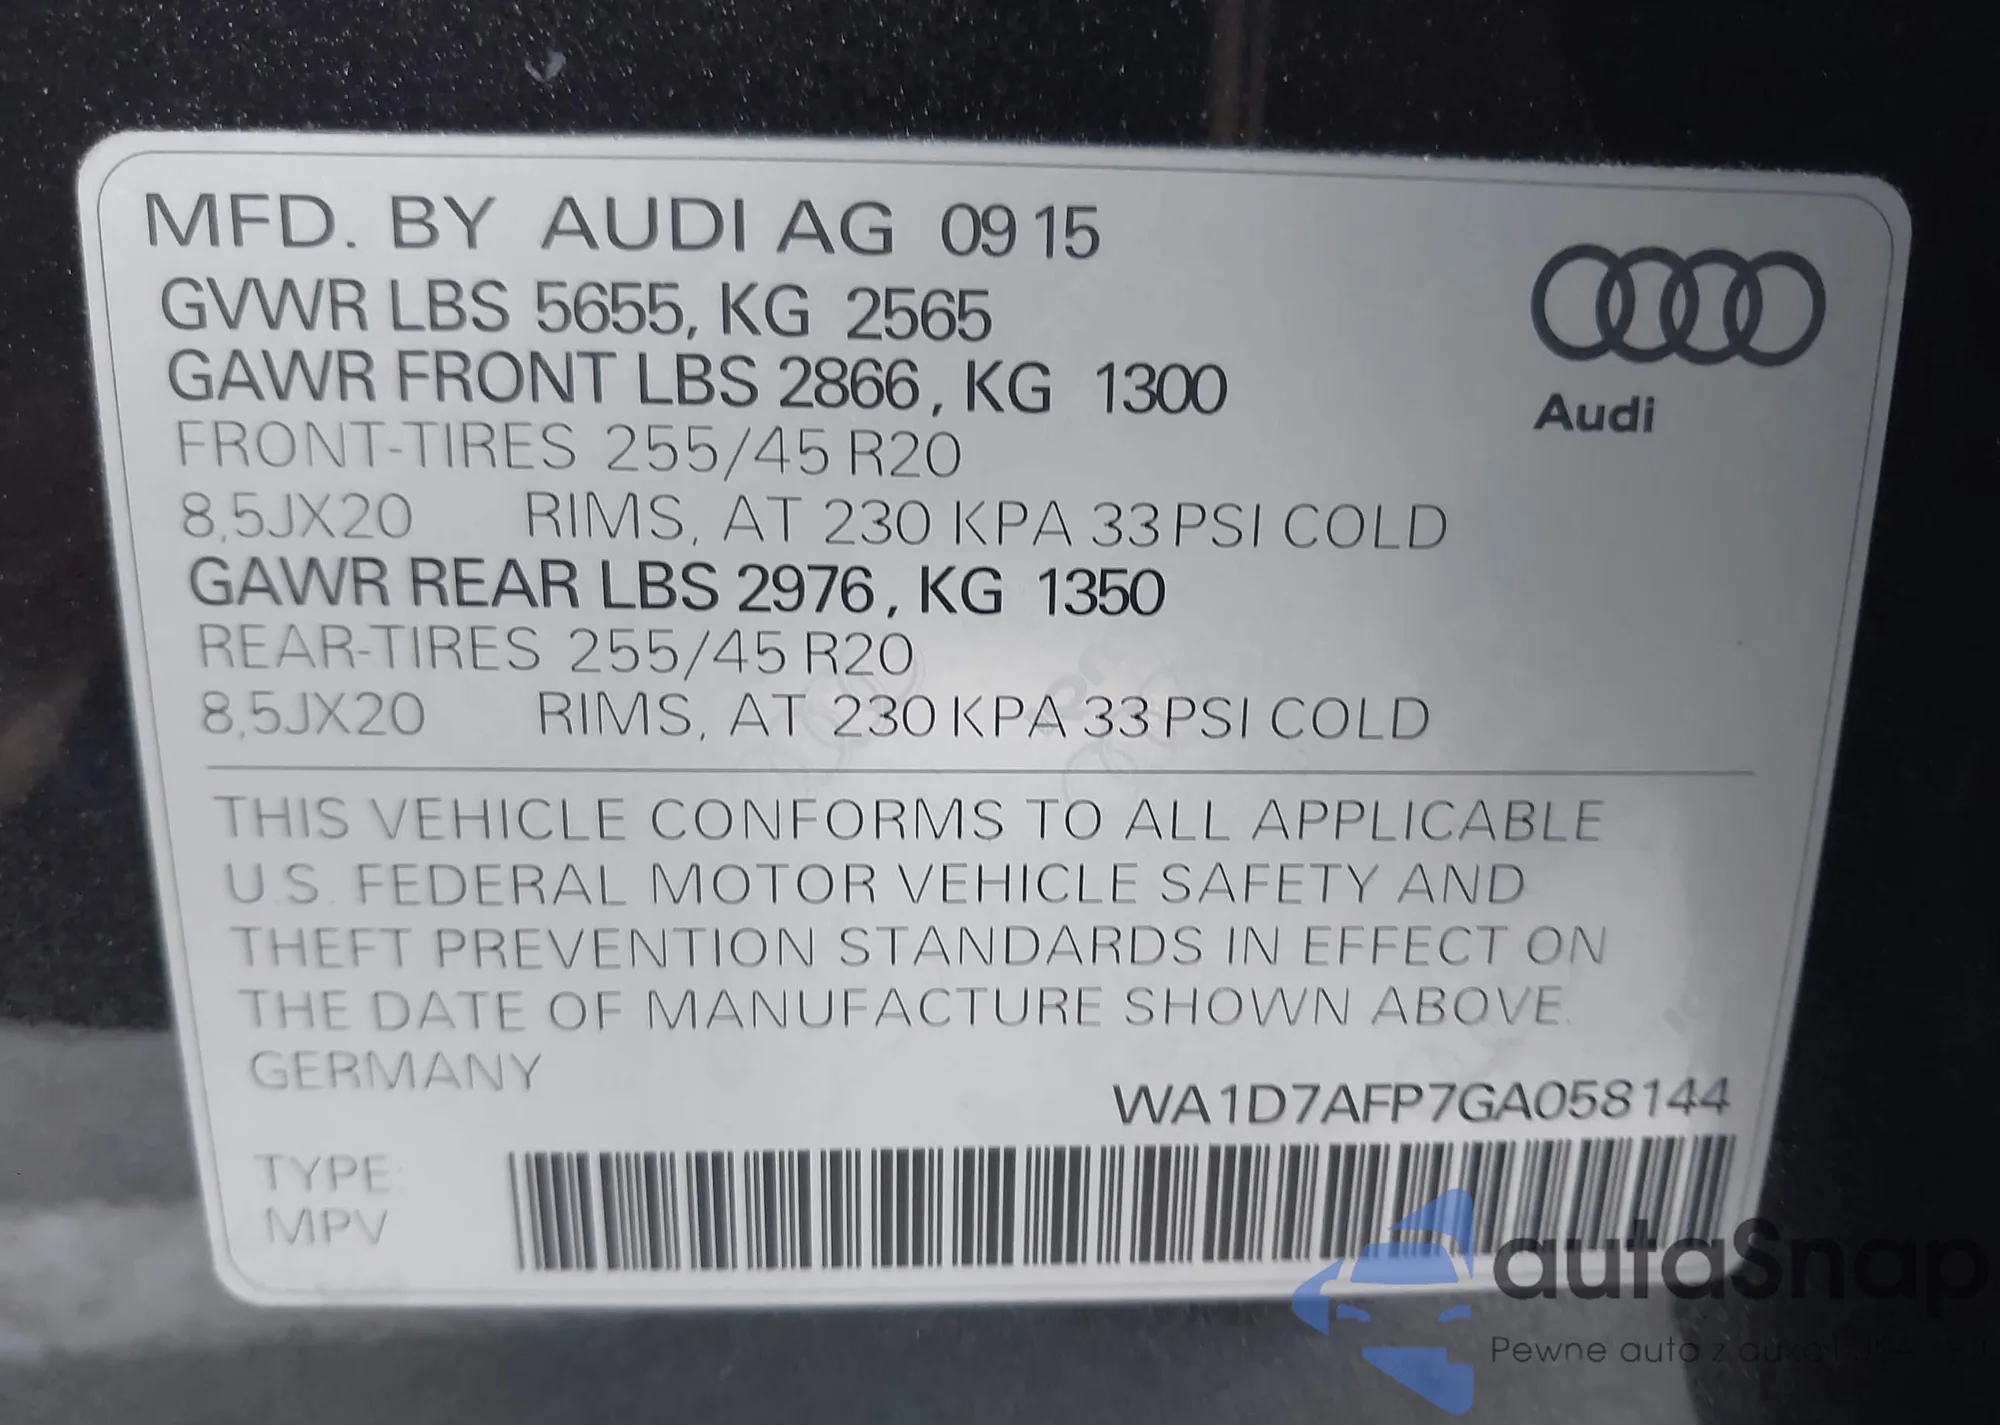 MFD. BY AUDI AG 09 15
GVWR LBS 5655, KG 2565
GAWR FRONT LBS 2866, KG 1300
FRONT-TIRES 255/45 R20
8,5JX20 RIMS, AT 230 KPA 33 PSI COLD
GAWR REAR LBS 2976, KG 1350
REAR-TIRES 255/45 R20
8,5JX20 RIMS, AT 230 KPA 33 PSI COLD
Audi
THIS VEHICLE CONFORMS TO ALL APPLICABLE
U.S. FEDERAL MOTOR VEHICLE SAFETY AND
THEFT PREVENTION STANDARDS IN EFFECT ON
THE DATE OF MANUFACTURE SHOWN ABOVE.
GERMANY
WA1D7AFP7GA058144
TYPE:
MPV
autaSnap
Pewne auta z